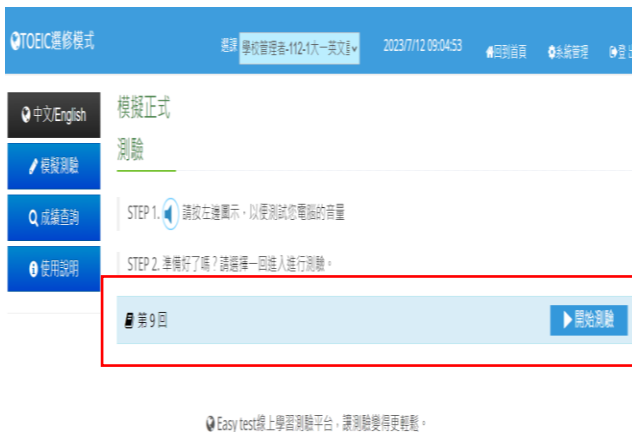 TOEIC選修模式
選課 學校管理者-112-1大一英文
2023/7/12 09:04:53
回到首頁
系統管理
登出
中文/English
模擬測驗
成績查詢
使用說明
模擬正式
測驗
STEP 1. 請按左邊圖示,以便測試您電腦的音量
STEP 2. 準備好了嗎?請選擇一回進入進行測驗。
第9回
開始測驗
Easy test線上學習測驗平台,讓測驗變得更輕鬆。